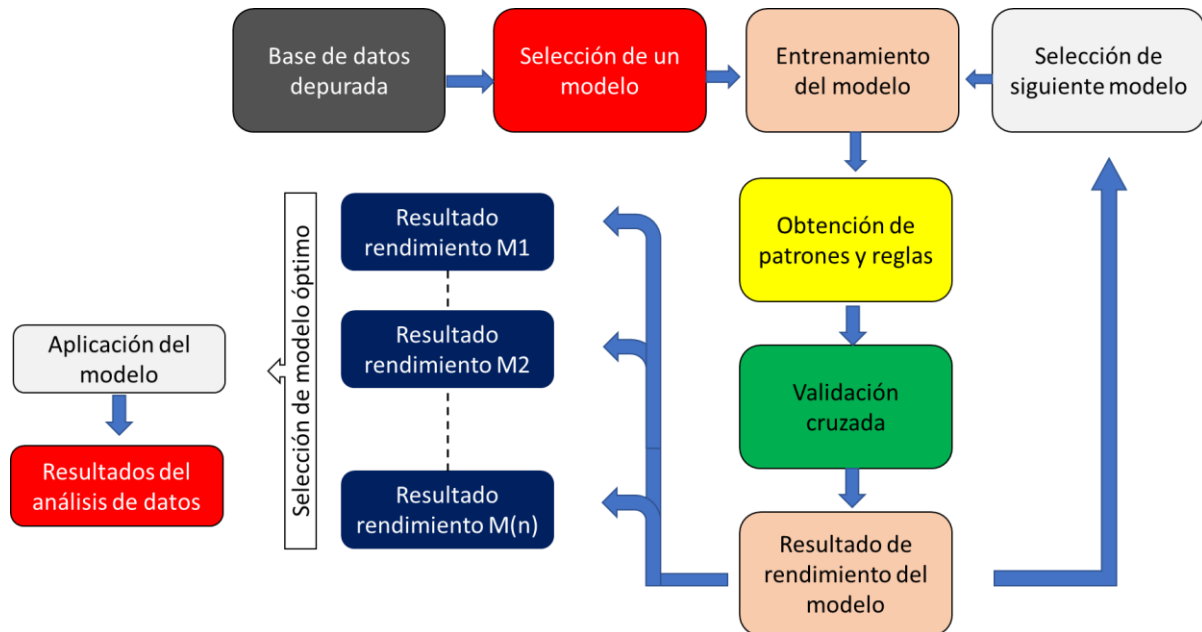 Base de datos
depurada
Selección de un
modelo
Entrenamiento
del modelo
Selección de
siguiente modelo
Obtención de
patrones y reglas
Validación
cruzada
Resultado de
rendimiento del
modelo
Resultado
rendimiento M1
Resultado
rendimiento M2
Resultado
rendimiento M(n)
Selección de modelo óptimo
Aplicación del
modelo
Resultados del
análisis de datos